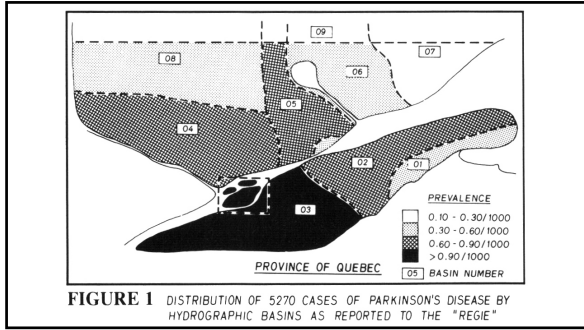 09
07
08
06
05
04
02
01
03
PREVALENCE
0.10 - 0.30/1000
0.30 - 0.60/1000
0.60 - 0.90/1000
>0.90/1000
05 BASIN NUMBER
PROVINCE OF QUEBEC
FIGURE 1 DISTRIBUTION OF 5270 CASES OF PARKINSON'S DISEASE BY
HYDROGRAPHIC BASINS AS REPORTED TO THE "REGIE"